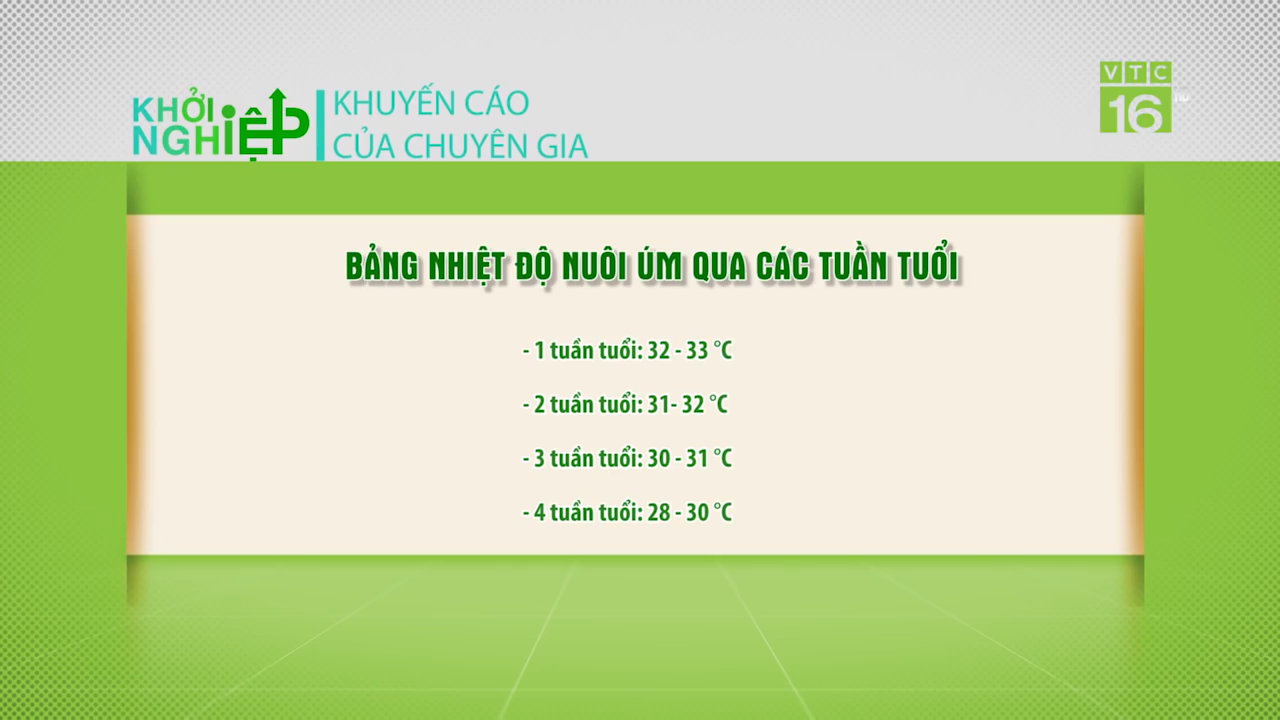 KHỞI NGHIỆP
KHUYẾN CÁO
CỦA CHUYÊN GIA
VTC
16 HD
BẢNG NHIỆT ĐỘ NUÔI ÚM QUA CÁC TUẦN TUỔI
- 1 tuần tuổi: 32 - 33 °C
- 2 tuần tuổi: 31- 32 °C
- 3 tuần tuổi: 30 - 31 °C
- 4 tuần tuổi: 28 - 30 °C